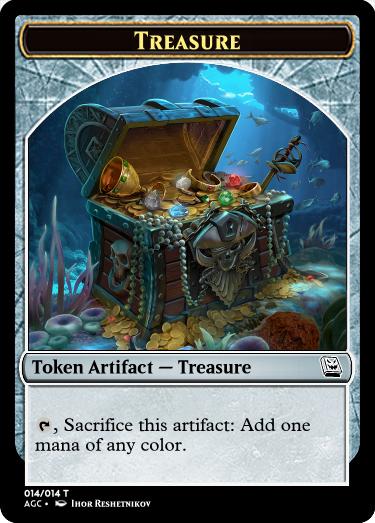 TREASURE
Token Artifact — Treasure
, Sacrifice this artifact: Add one
mana of any color.
014/014 T
AGC • IHOR RESHETNIKOV